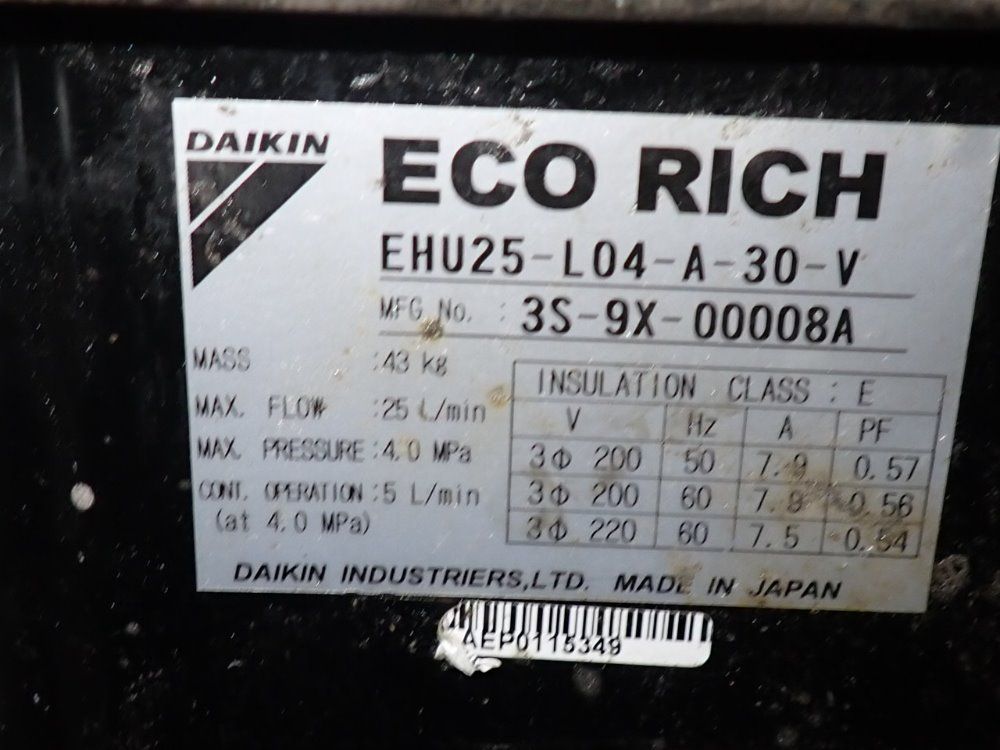 DAIKIN
ECO RICH
EHU25-L04-A-30-V
MFG No. : 3S-9X-00008A
MASS :43 kg
MAX. FLOW :25 L/min
MAX. PRESSURE :4.0 MPa
CONT. OPERATION :5 L/min
(at 4.0 MPa)
INSULATION CLASS : E
V Hz A PF
3Φ 200 50 7.9 0.57
3Φ 200 60 7.9 0.56
3Φ 220 60 7.5 0.54
DAIKIN INDUSTRIERS,LTD. MADE IN JAPAN
AEP0115349